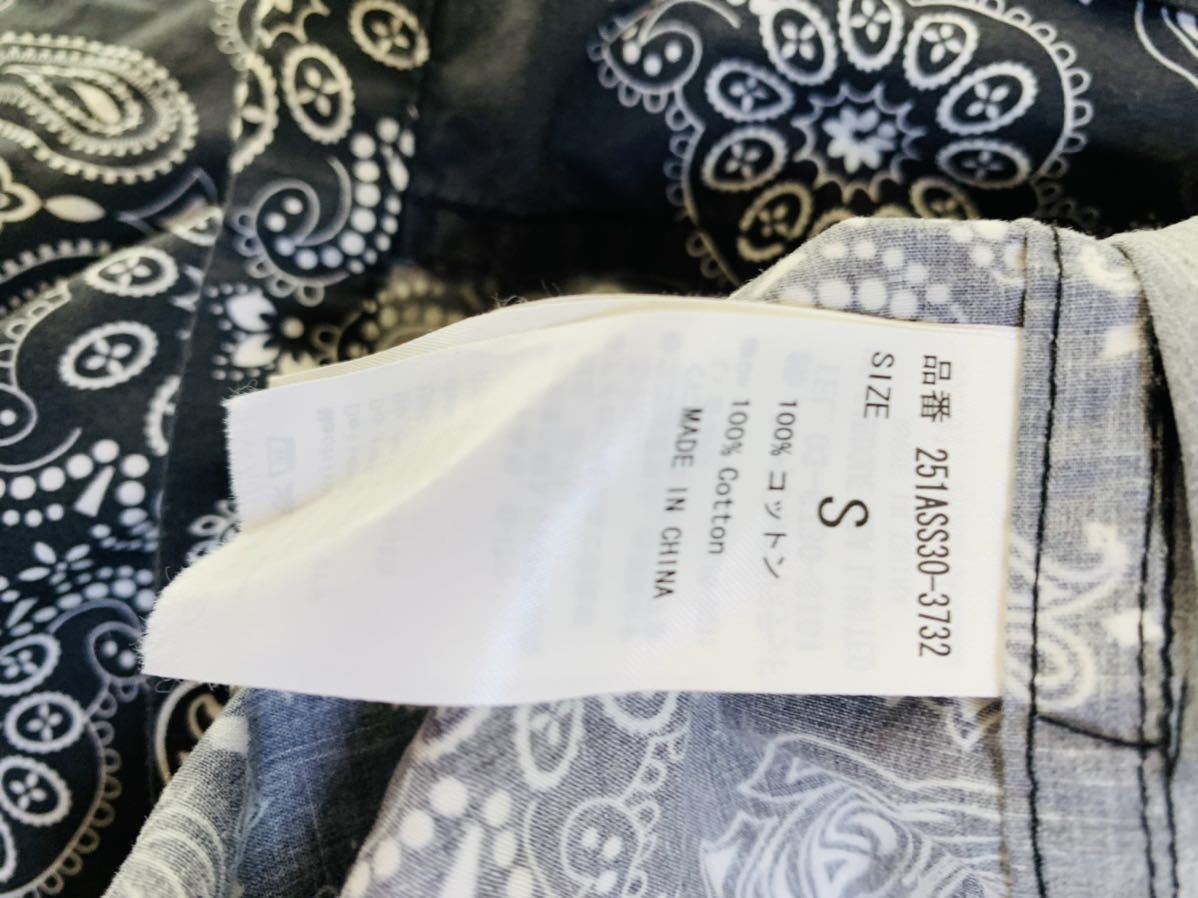 品番 251ASS30-3732
SIZE
S
100% コットン
100% Cotton
MADE IN CHINA